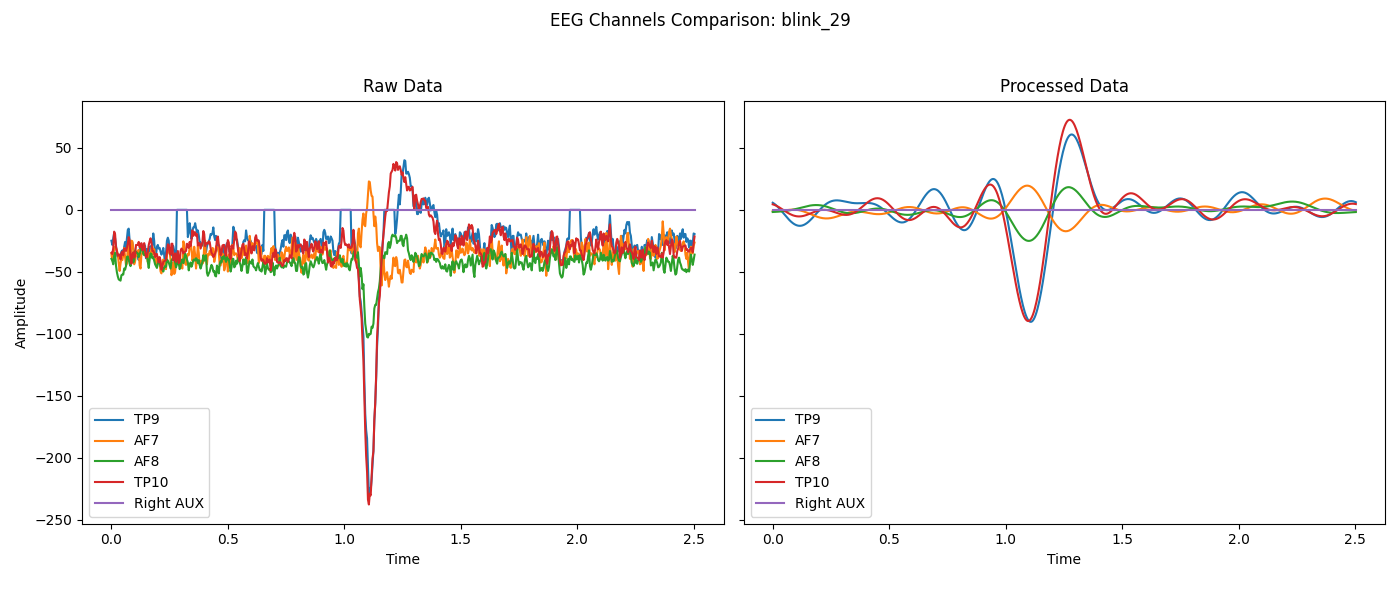 EEG Channels Comparison: blink_29
Raw Data
Amplitude
50
0
−50
−100
−150
−200
−250
TP9
AF7
AF8
TP10
Right AUX
0.0 0.5 1.0 1.5 2.0 2.5
Time
Processed Data
TP9
AF7
AF8
TP10
Right AUX
0.0 0.5 1.0 1.5 2.0 2.5
Time